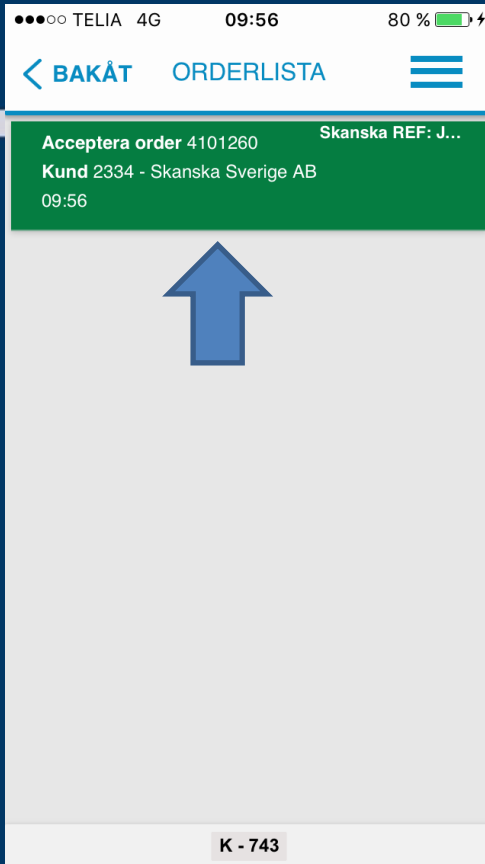 TELIA 4G 09:56 80 %
BAKÅT ORDERLISTA
Acceptera order 4101260 Skanska REF: J...
Kund 2334 - Skanska Sverige AB
09:56
K - 743